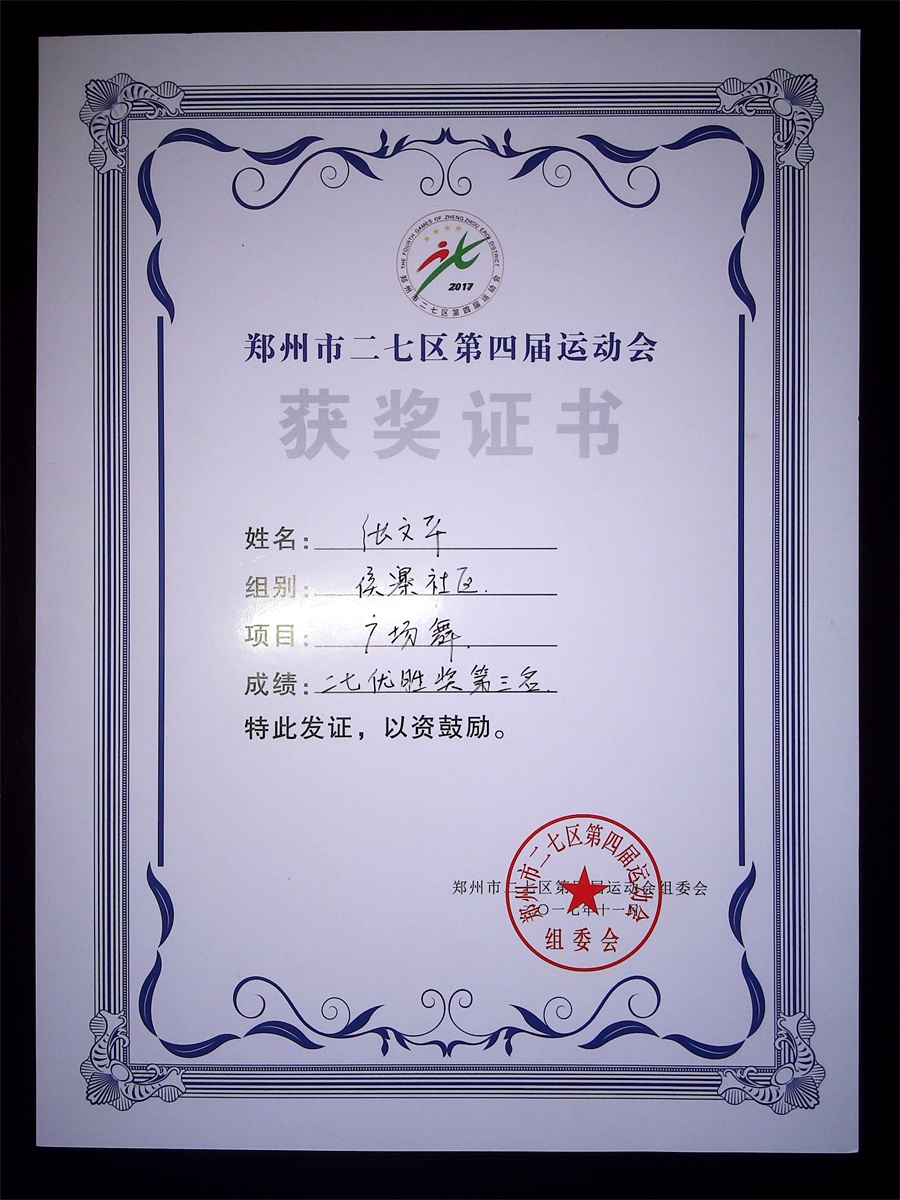 THE FOURTH GAMES OF ZHENGZHOU ERQI DISTRICT
2017
郑州市二七区第四届运动会
郑州市二七区第四届运动会
获奖证书
姓名：张文平
组别：侯寨社区.
项目：广场舞.
成绩：二七优胜奖第三名.
特此发证，以资鼓励。
郑州市二七区第四届运动会组委会
二〇一七年十一月
郑州市二七区第四届运动会
组委会